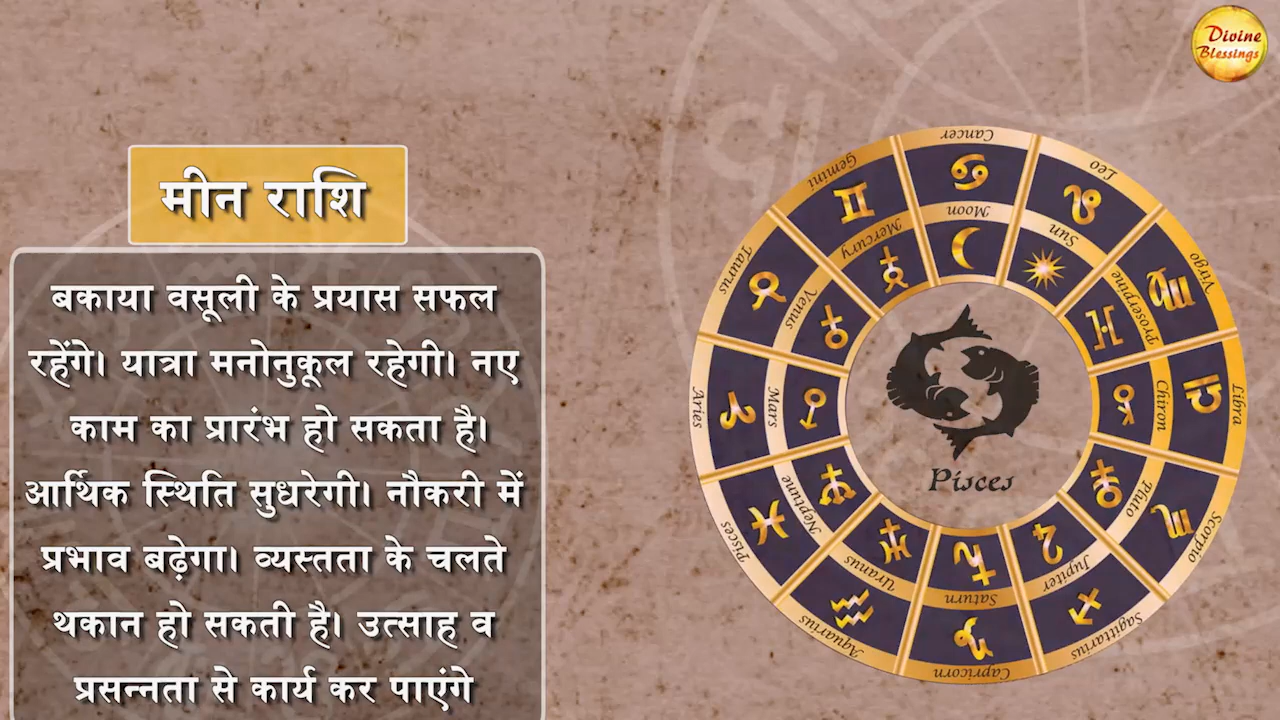 Divine
Blessings
मीन राशि
बकाया वसूली के प्रयास सफल
रहेंगे। यात्रा मनोनुकूल रहेगी। नए
काम का प्रारंभ हो सकता है।
आर्थिक स्थिति सुधरेगी। नौकरी में
प्रभाव बढ़ेगा। व्यस्तता के चलते
थकान हो सकती है। उत्साह व
प्रसन्नता से कार्य कर पाएंगे
Cancer
Leo
Virgo
Libra
Scorpio
Sagittarius
Capricorn
Aquarius
Pisces
Aries
Taurus
Gemini
Moon
Sun
Proserpine
Chiron
Pluto
Jupiter
Saturn
Uranus
Neptune
Mars
Venus
Mercury
Pisces